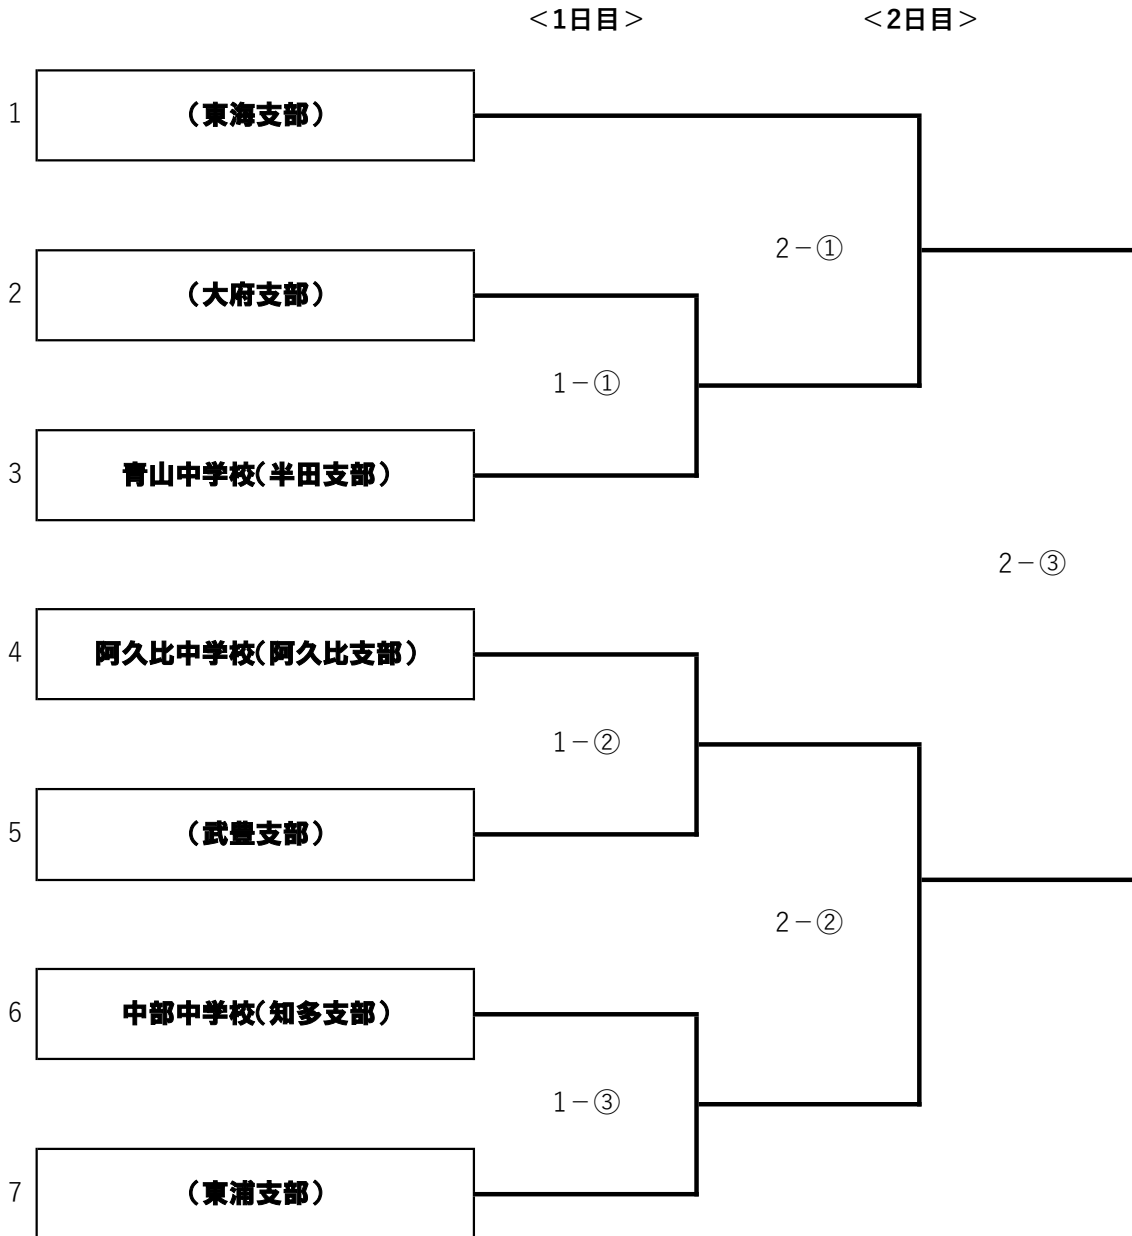 ＜1日目＞ ＜2日目＞
1 （東海支部）
2－①
2 （大府支部）
1－①
3 青山中学校（半田支部）
2－③
4 阿久比中学校（阿久比支部）
1－②
5 （武豊支部）
2－②
6 中部中学校（知多支部）
1－③
7 （東浦支部）